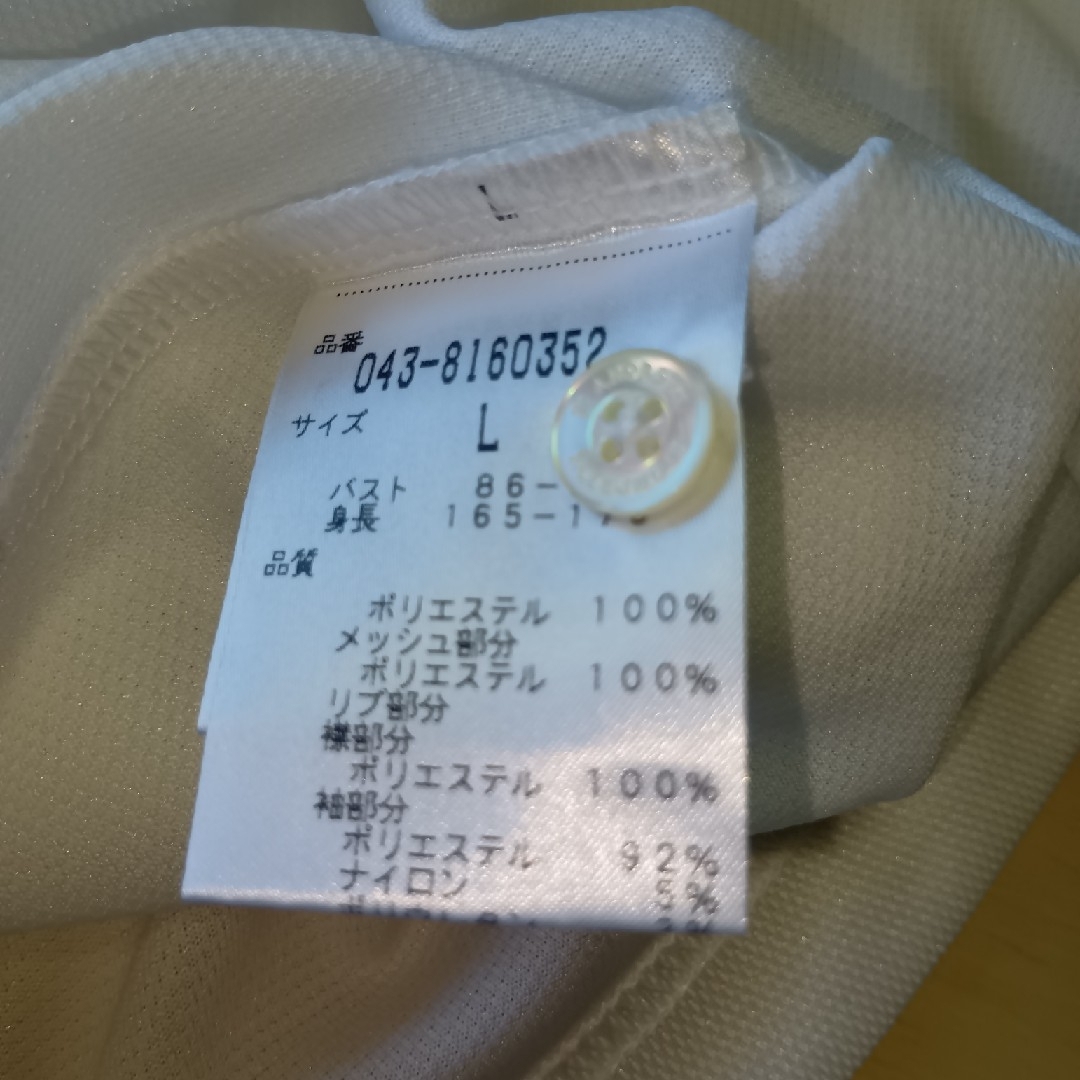 L
品番
043-8160352
サイズ L
バスト 86-
身長 165-17
品質
ポリエステル 100%
メッシュ部分
ポリエステル 100%
リブ部分
襟部分
ポリエステル 100%
袖部分
ポリエステル 92%
ナイロン 5%